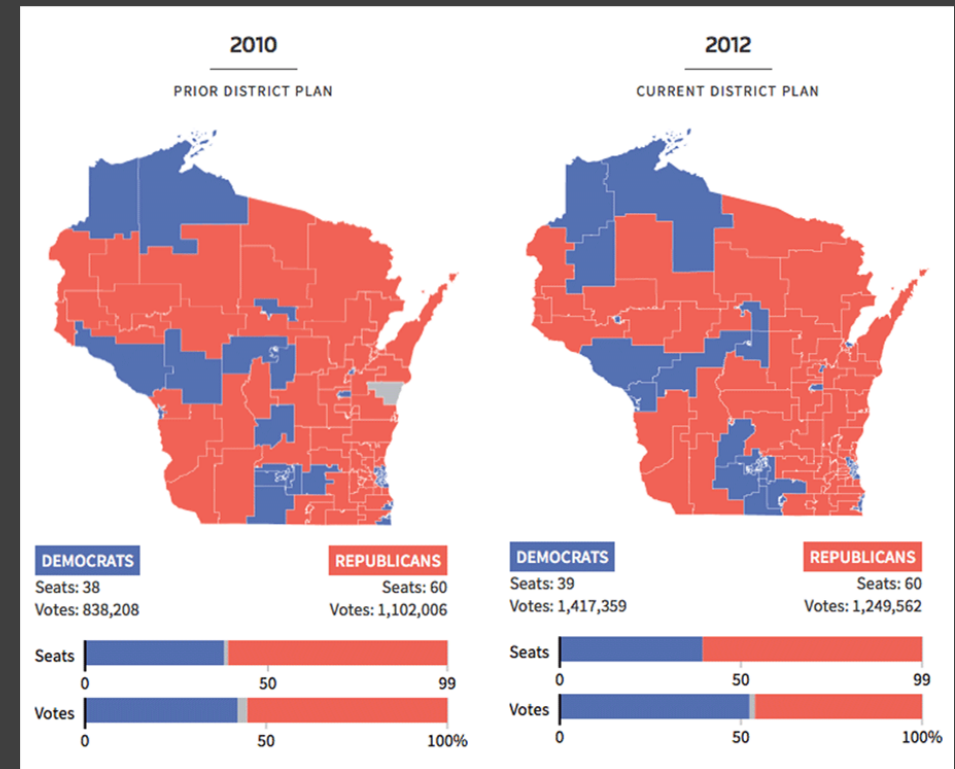 2010
PRIOR DISTRICT PLAN
DEMOCRATS
REPUBLICANS
Seats: 38
Seats: 60
Votes: 838,208
Votes: 1,102,006
Seats
0
50
99
Votes
0
50
100%
2012
CURRENT DISTRICT PLAN
DEMOCRATS
REPUBLICANS
Seats: 39
Seats: 60
Votes: 1,417,359
Votes: 1,249,562
Seats
0
50
99
Votes
0
50
100%